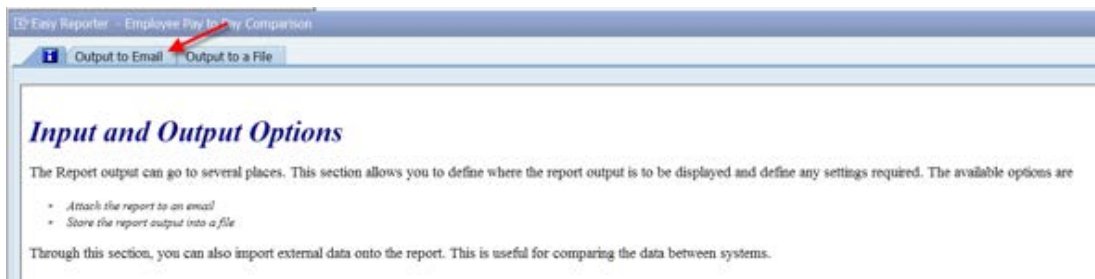 Easy Reporter - Employee Pay to Pay Comparison
i Output to Email Output to a File
Input and Output Options
The Report output can go to several places. This section allows you to define where the report output is to be displayed and define any settings required. The available options are
Attach the report to an email
Store the report output into a file
Through this section, you can also import external data onto the report. This is useful for comparing the data between systems.